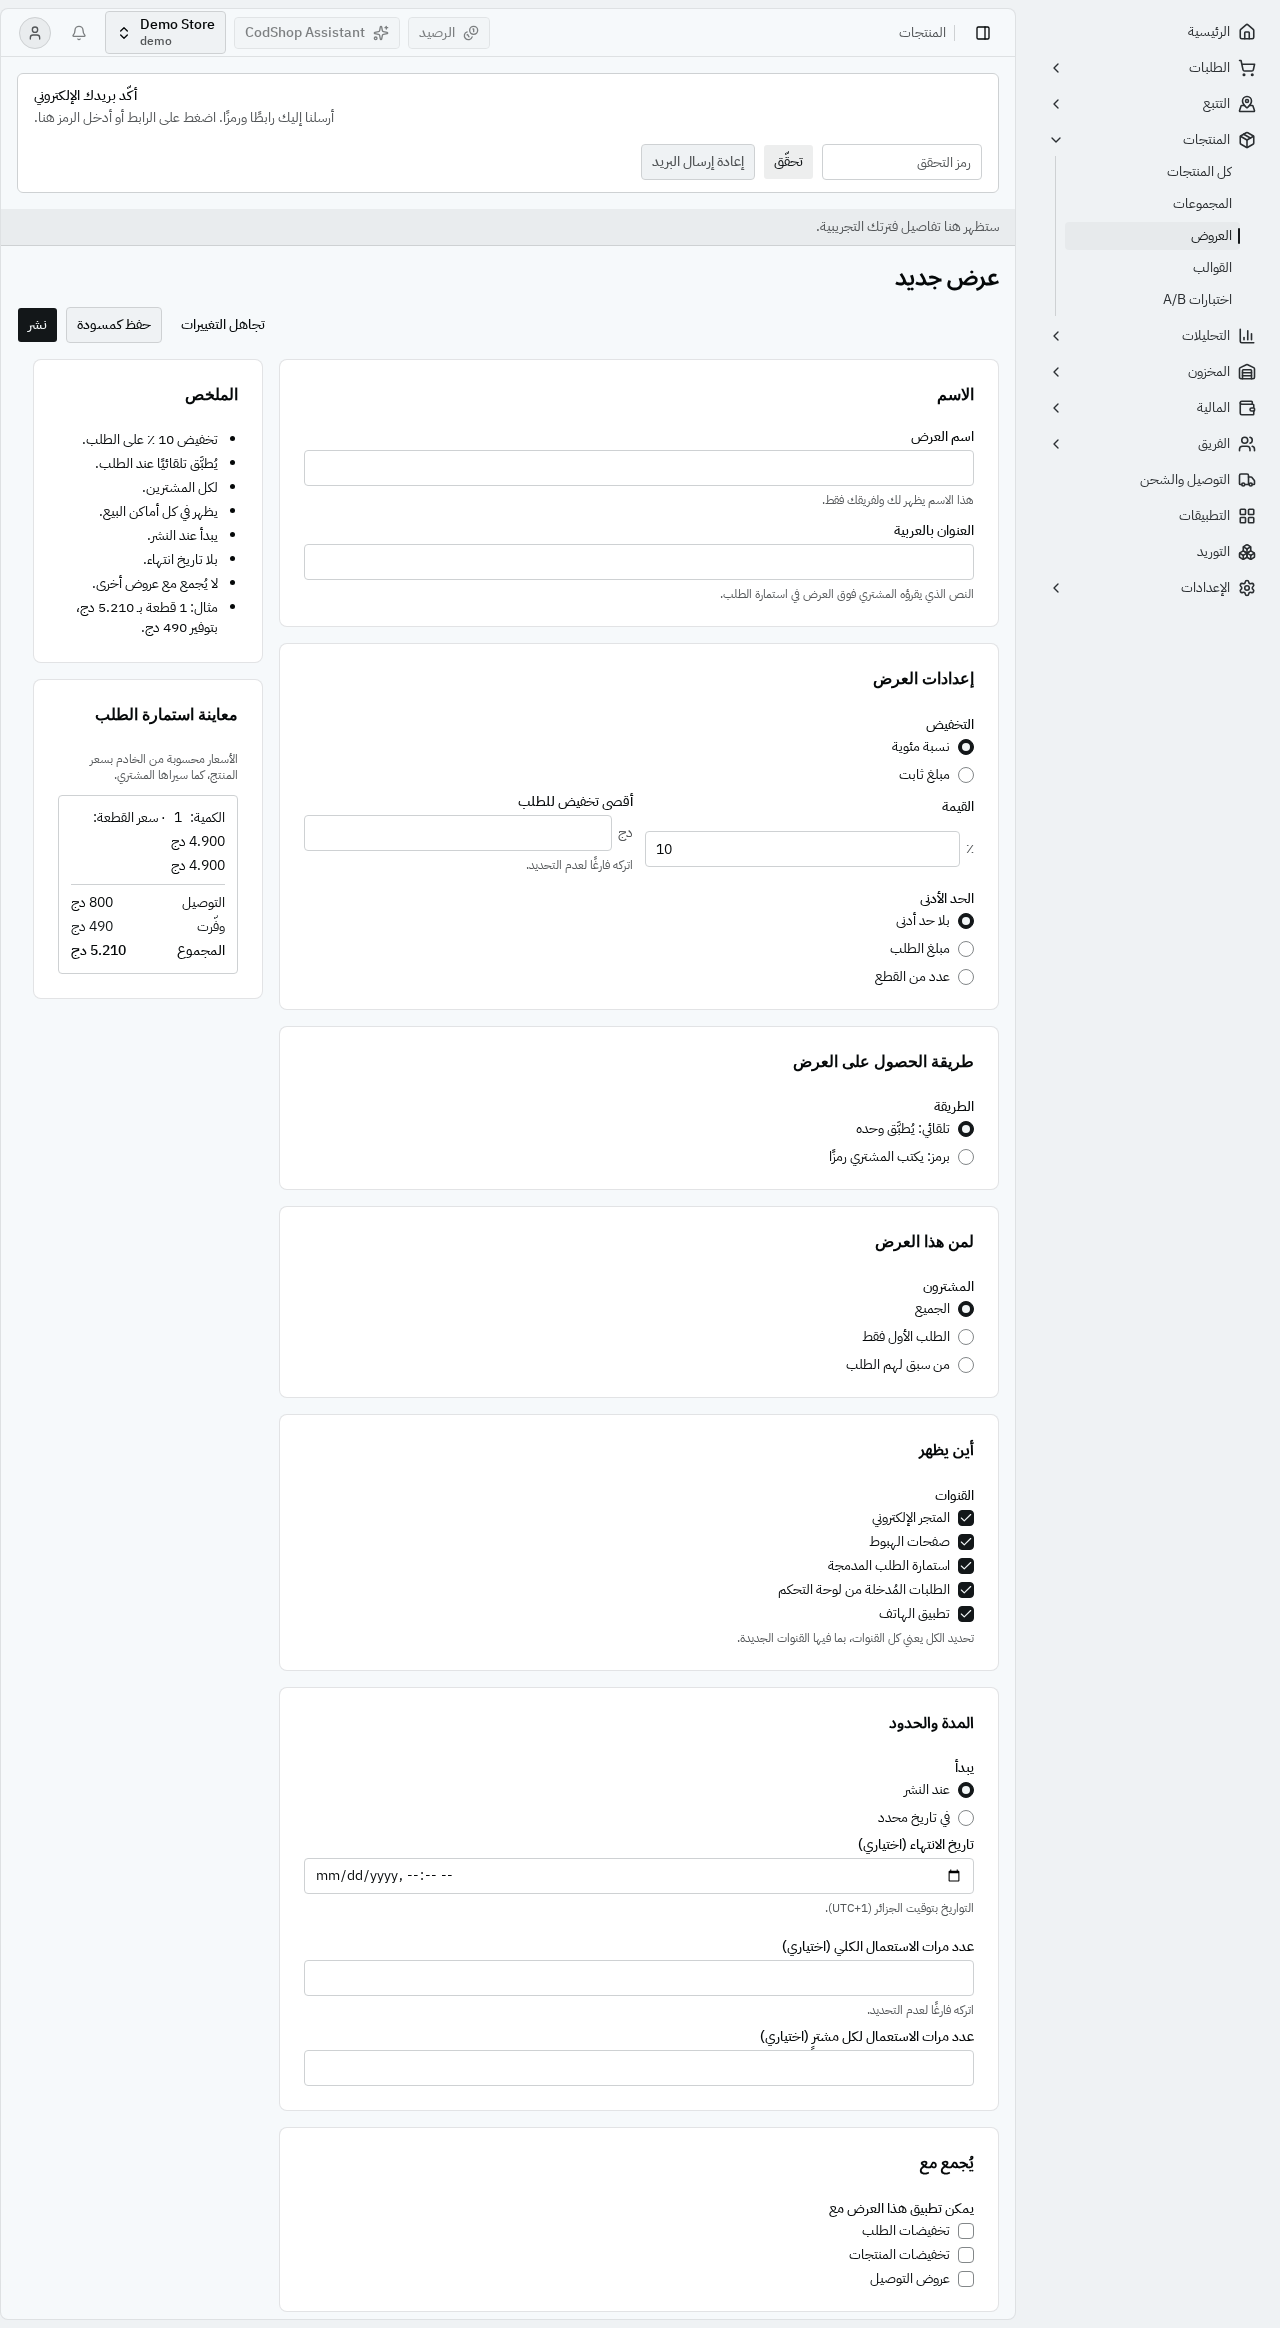 الرئيسية
الطلبات
التتبع
المنتجات
كل المنتجات
المجموعات
العروض
القوالب
اختبارات A/B
التحليلات
المخزون
المالية
الفريق
التوصيل والشحن
التطبيقات
التوريد
الإعدادات
المنتجات
الرصيد
CodShop Assistant
Demo Store
demo
أكّد بريدك الإلكتروني
أرسلنا إليك رابطًا ورمزًا. اضغط على الرابط أو أدخل الرمز هنا.
رمز التحقق
تحقّق
إعادة إرسال البريد
ستظهر هنا تفاصيل فترتك التجريبية.
عرض جديد
تجاهل التغييرات
حفظ كمسودة
نشر
الاسم
اسم العرض
هذا الاسم يظهر لك ولفريقك فقط.
العنوان بالعربية
النص الذي يقرؤه المشتري فوق العرض في استمارة الطلب.
إعدادات العرض
التخفيض
نسبة مئوية
مبلغ ثابت
القيمة
٪
10
أقصى تخفيض للطلب
دج
اتركه فارغًا لعدم التحديد.
الحد الأدنى
بلا حد أدنى
مبلغ الطلب
عدد من القطع
طريقة الحصول على العرض
الطريقة
تلقائي: يُطبَّق وحده
برمز: يكتب المشتري رمزًا
لمن هذا العرض
المشترون
الجميع
الطلب الأول فقط
من سبق لهم الطلب
أين يظهر
القنوات
المتجر الإلكتروني
صفحات الهبوط
استمارة الطلب المدمجة
الطلبات المُدخلة من لوحة التحكم
تطبيق الهاتف
تحديد الكل يعني كل القنوات، بما فيها القنوات الجديدة.
المدة والحدود
يبدأ
عند النشر
في تاريخ محدد
تاريخ الانتهاء (اختياري)
mm/dd/yyyy, --:-- --
التواريخ بتوقيت الجزائر (UTC+1).
عدد مرات الاستعمال الكلي (اختياري)
اتركه فارغًا لعدم التحديد.
عدد مرات الاستعمال لكل مشترٍ (اختياري)
يُجمع مع
يمكن تطبيق هذا العرض مع
تخفيضات الطلب
تخفيضات المنتجات
عروض التوصيل
الملخص
تخفيض 10 ٪ على الطلب.
يُطبَّق تلقائيًا عند الطلب.
لكل المشترين.
يظهر في كل أماكن البيع.
يبدأ عند النشر.
بلا تاريخ انتهاء.
لا يُجمع مع عروض أخرى.
مثال: 1 قطعة بـ 5.210 دج،
بتوفير 490 دج.
معاينة استمارة الطلب
الأسعار محسوبة من الخادم بسعر
المنتج، كما سيراها المشتري.
الكمية: 1 · سعر القطعة:
4.900 دج
4.900 دج
التوصيل 800 دج
وفّرت 490 دج
المجموع 5.210 دج